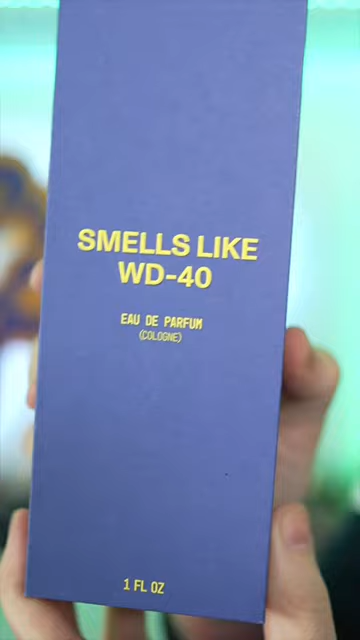 SMELLS LIKE
WD-40
EAU DE PARFUM
(COLOGNE)
1 FL OZ